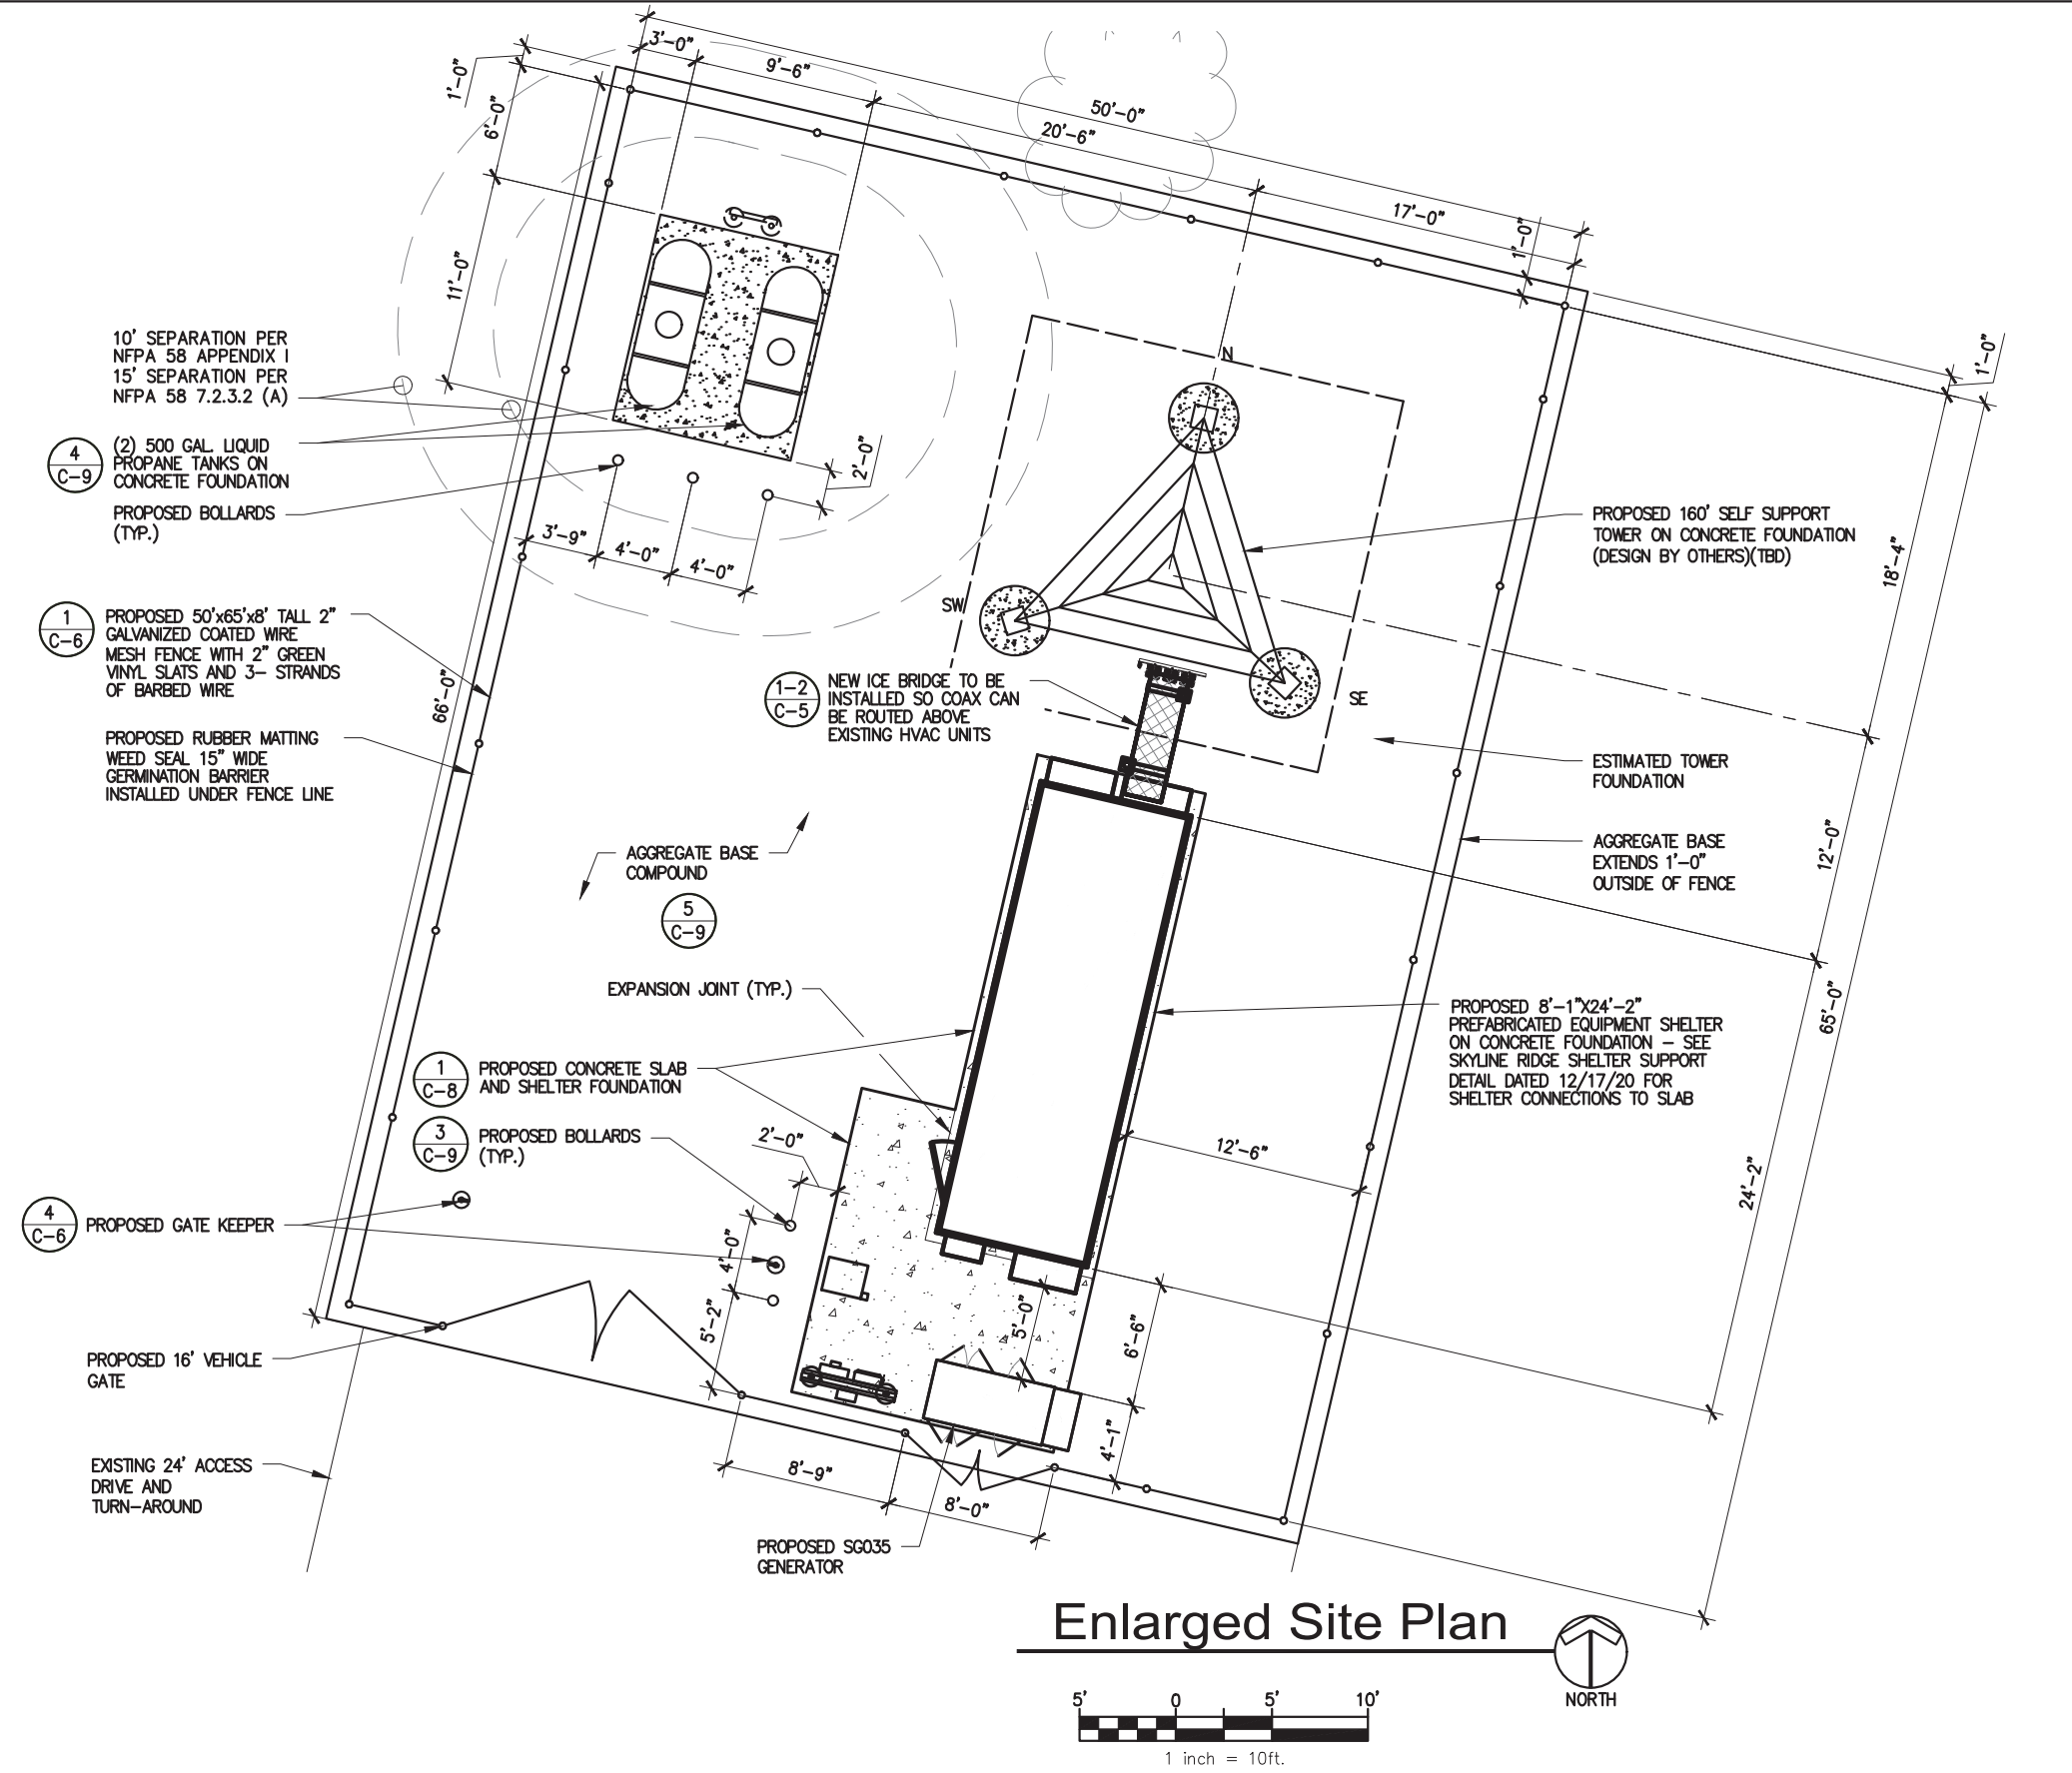 3'-0"
9'-6"
50'-0"
20'-6"
17'-0"
1'-0"
1'-0"
6'-0"
11'-0"
1'-0"
10' SEPARATION PER
NFPA 58 APPENDIX I
15' SEPARATION PER
NFPA 58 7.2.3.2 (A)
4
C-9
(2) 500 GAL. LIQUID
PROPANE TANKS ON
CONCRETE FOUNDATION
PROPOSED BOLLARDS
(TYP.)
2'-0"
3'-9"
4'-0"
4'-0"
N
SW
SE
PROPOSED 160' SELF SUPPORT
TOWER ON CONCRETE FOUNDATION
(DESIGN BY OTHERS)(TBD)
18'-4"
1
C-6
PROPOSED 50'x65'x8' TALL 2"
GALVANIZED COATED WIRE
MESH FENCE WITH 2" GREEN
VINYL SLATS AND 3- STRANDS
OF BARBED WIRE
66'-0"
PROPOSED RUBBER MATTING
WEED SEAL 15" WIDE
GERMINATION BARRIER
INSTALLED UNDER FENCE LINE
1-2
C-5
NEW ICE BRIDGE TO BE
INSTALLED SO COAX CAN
BE ROUTED ABOVE
EXISTING HVAC UNITS
ESTIMATED TOWER
FOUNDATION
AGGREGATE BASE
EXTENDS 1'-0"
OUTSIDE OF FENCE
12'-0"
AGGREGATE BASE
COMPOUND
5
C-9
EXPANSION JOINT (TYP.)
65'-0"
PROPOSED 8'-1"X24'-2"
PREFABRICATED EQUIPMENT SHELTER
ON CONCRETE FOUNDATION - SEE
SKYLINE RIDGE SHELTER SUPPORT
DETAIL DATED 12/17/20 FOR
SHELTER CONNECTIONS TO SLAB
1
C-8
PROPOSED CONCRETE SLAB
AND SHELTER FOUNDATION
3
C-9
PROPOSED BOLLARDS
(TYP.)
2'-0"
12'-6"
24'-2"
4
C-6
PROPOSED GATE KEEPER
4'-0"
5'-2"
5'-0"
6'-6"
4'-1"
PROPOSED 16' VEHICLE
GATE
EXISTING 24' ACCESS
DRIVE AND
TURN-AROUND
8'-9"
8'-0"
PROPOSED SG035
GENERATOR
Enlarged Site Plan
NORTH
5' 0 5' 10'
1 inch = 10ft.